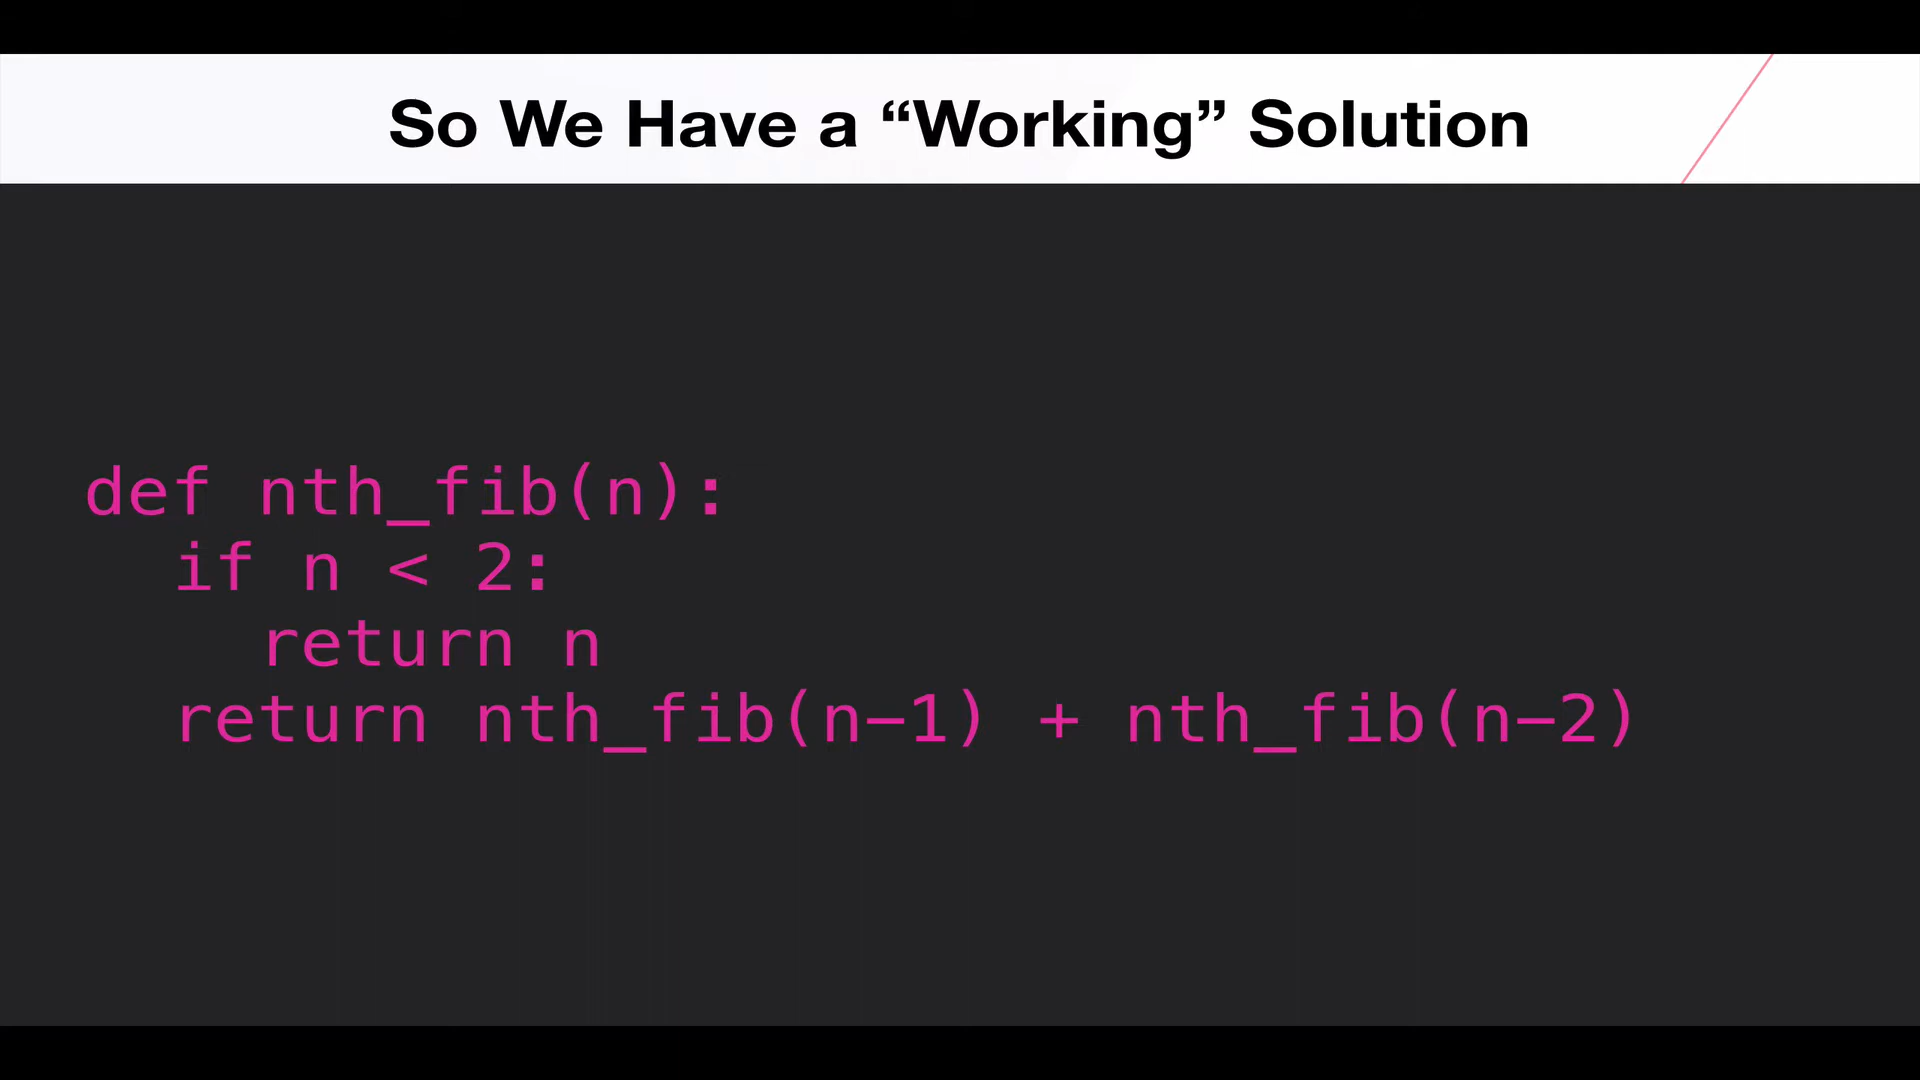 So We Have a “Working” Solution
def nth_fib(n):
  if n < 2:
    return n
  return nth_fib(n-1) + nth_fib(n-2)